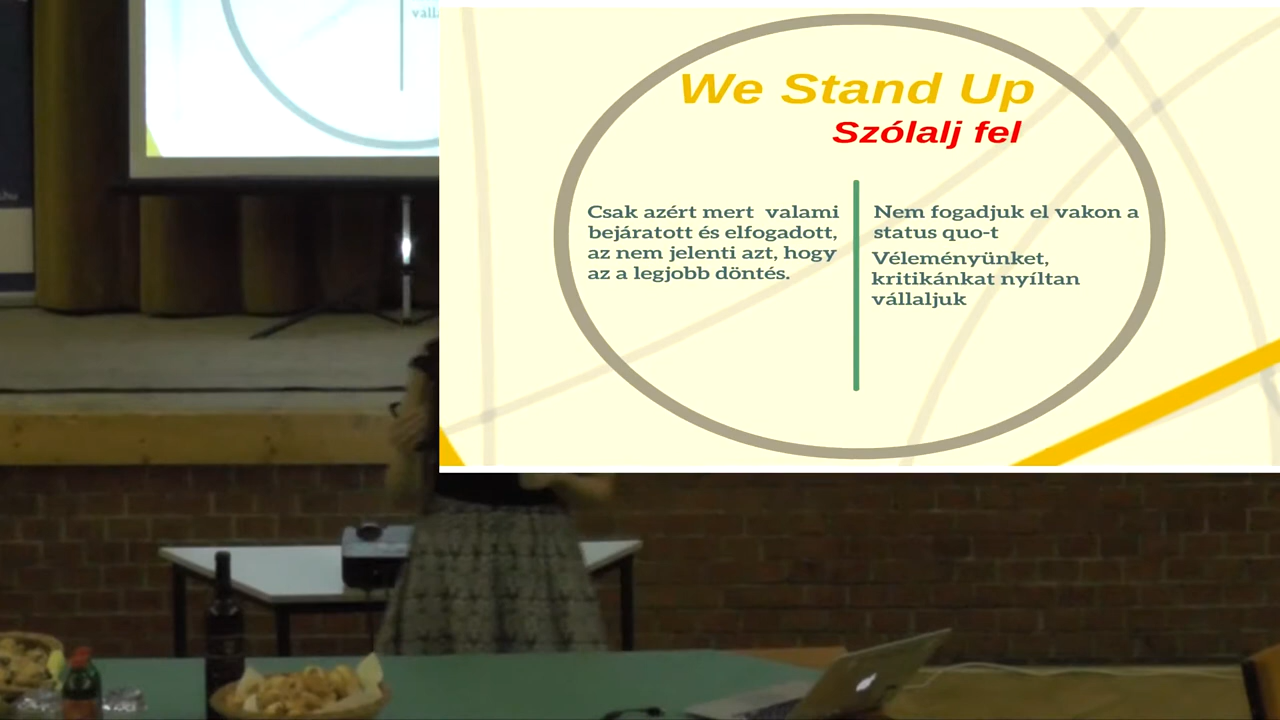 We Stand Up
Szólalj fel
Csak azért mert valami
bejáratott és elfogadott,
az nem jelenti azt, hogy
az a legjobb döntés.
Nem fogadjuk el vakon a
status quo-t
Véleményünket,
kritikánkat nyíltan
vállaljuk